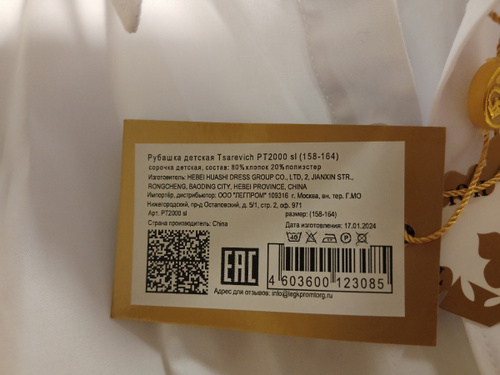 Рубашка детская Tsarevich PT2000 sl (158-164)
сорочка детская, состав: 80%хлопок 20%полиэстер
Изготовитель: HEBEI HUASHI DRESS GROUP CO., LTD, 2, JIANXIN STR.,
RONGCHENG, BAODING CITY, HEBEI PROVINCE, CHINA
Импортёр, дистрибьютор: ООО "ЛЕГПРОМ" 109316 г. Москва, вн. тер. Г.МО
Нижегородский, пр-д Остаповский, д. 5/1, стр. 2, оф. 971
Арт. PT2000 sl размер: (158-164)
Страна производства: China Дата изготовления: 17.01.2024
EAC
4 603600 123085
Адрес для отзывов: info@legkpromtorg.ru